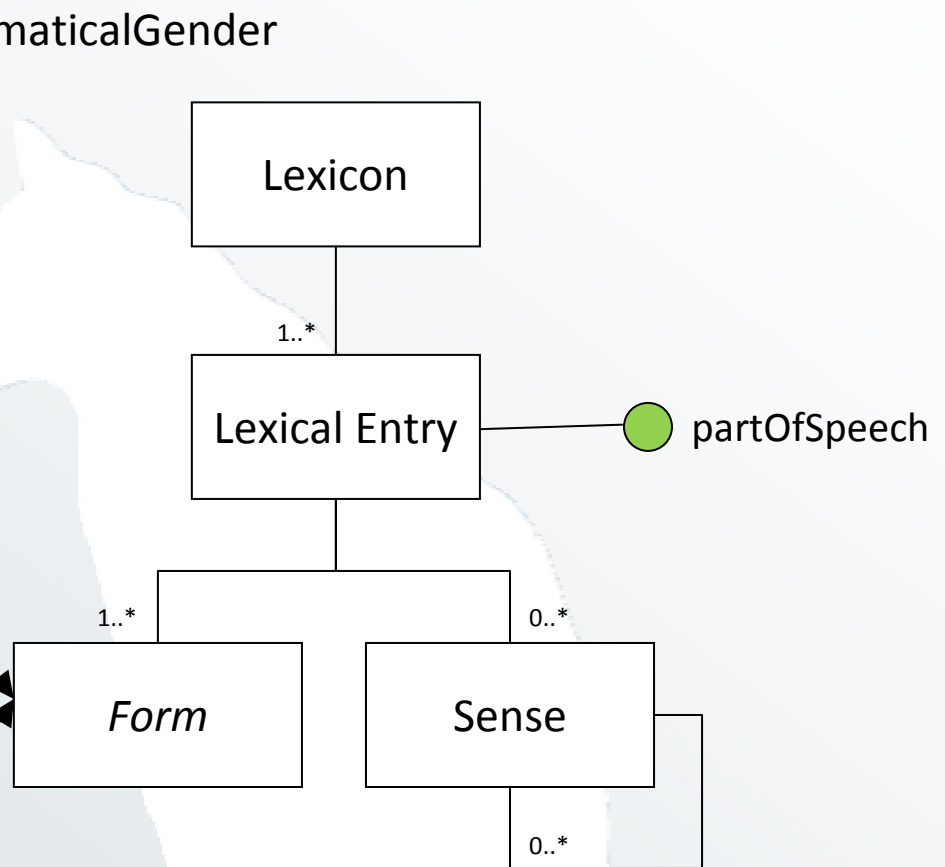 maticalGender
Lexicon
1..*
Lexical Entry
partOfSpeech
1..*
0..*
Form
Sense
0..*